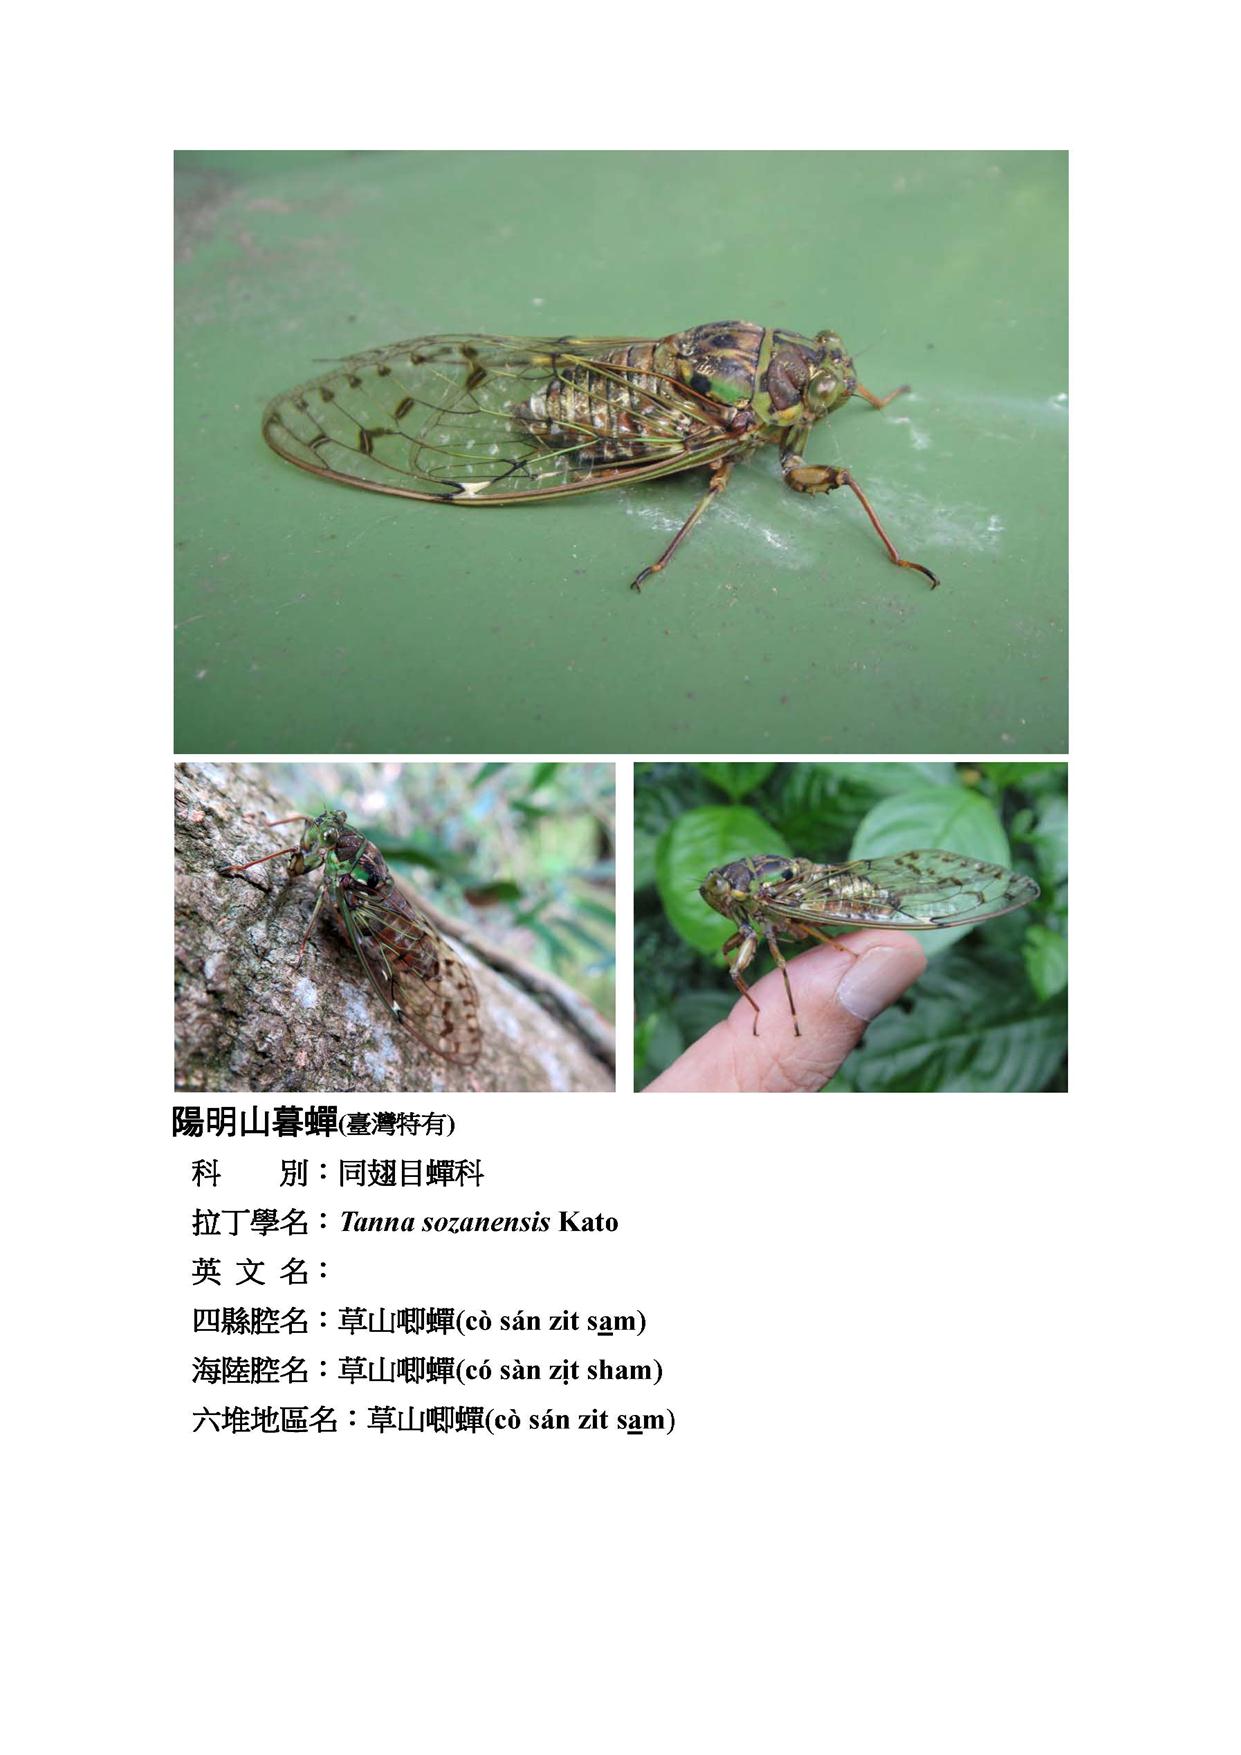 陽明山暮蟬(臺灣特有)
科　　別：同翅目蟬科
拉丁學名：Tanna sozanensis Kato
英 文 名：
四縣腔名：草山唧蟬(cò sán zit sa̲m)
海陸腔名：草山唧蟬(có sàn zi̍t sham)
六堆地區名：草山唧蟬(cò sán zit sa̲m)